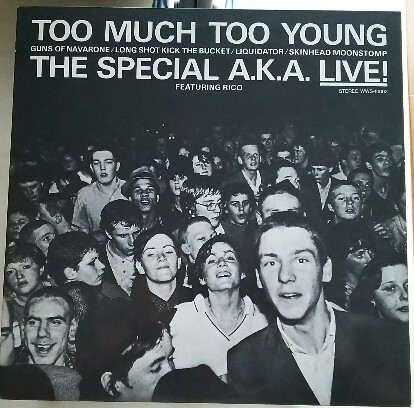 TOO MUCH TOO YOUNG
GUNS OF NAVARONE/LONG SHOT KICK THE BUCKET/LIQUIDATOR/SKINHEAD MOONSTOMP
THE SPECIAL A.K.A. LIVE!
FEATURING RICO
STEREO